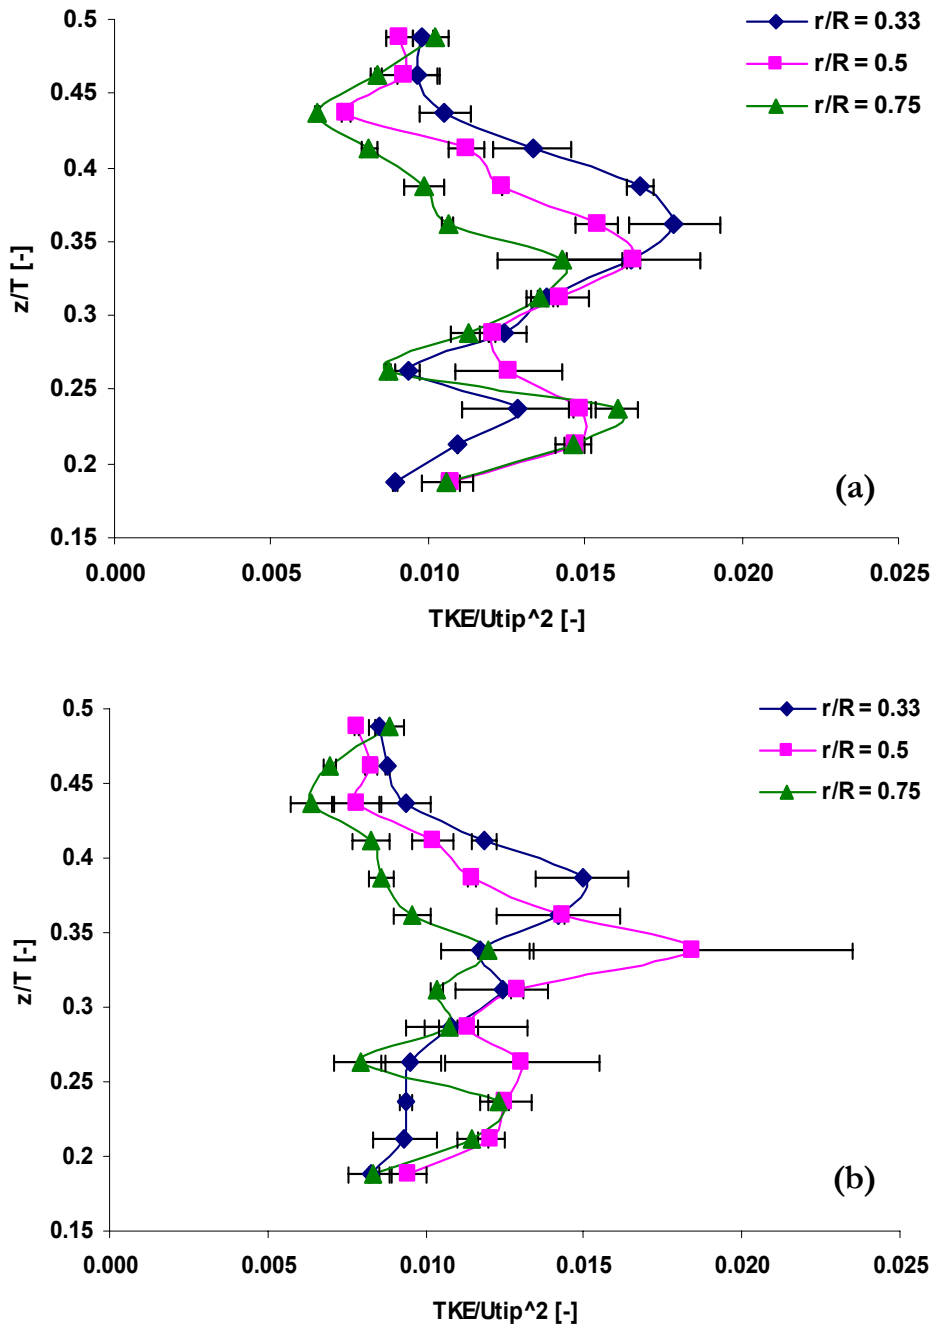 0.5
0.45
0.4
0.35
0.3
0.25
0.2
0.15
z/T [-]
r/R = 0.33
r/R = 0.5
r/R = 0.75
(a)
0.000 0.005 0.010 0.015 0.020 0.025
TKE/Utip^2 [-]
0.5
0.45
0.4
0.35
0.3
0.25
0.2
0.15
z/T [-]
r/R = 0.33
r/R = 0.5
r/R = 0.75
(b)
0.000 0.005 0.010 0.015 0.020 0.025
TKE/Utip^2 [-]